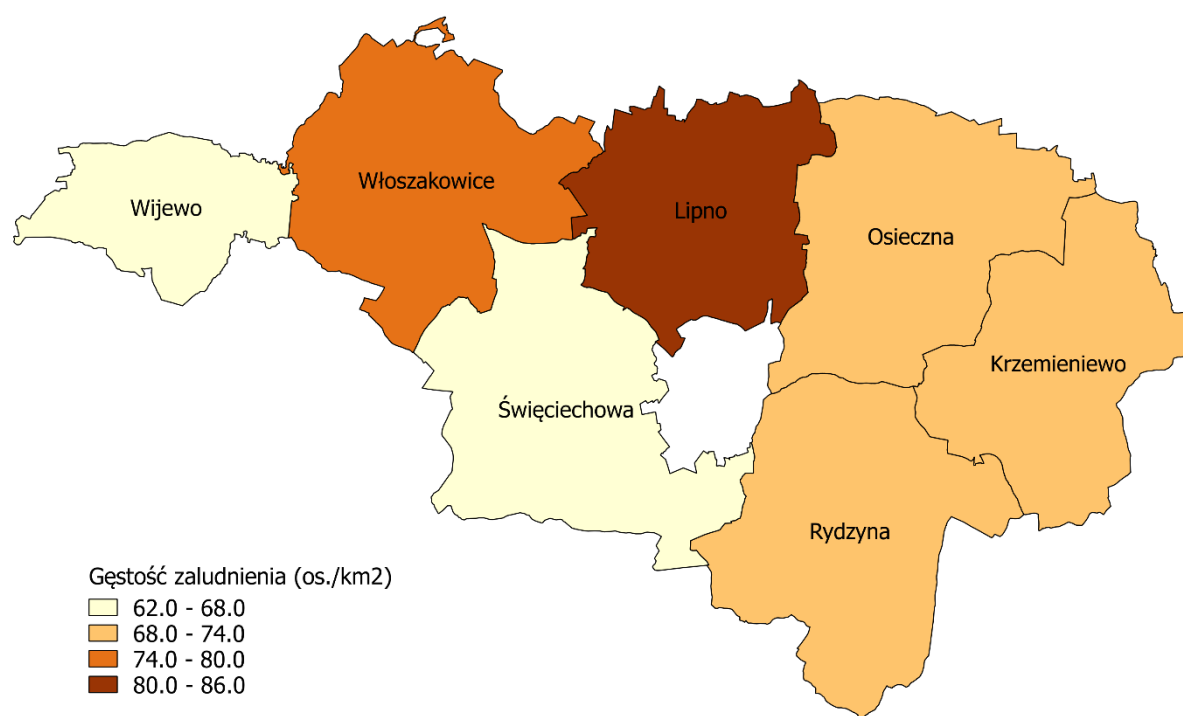 Włoszakowice
Wijewo
Lipno
Osieczna
Krzemieniewo
Święciechowa
Rydzyna
Gęstość zaludnienia (os./km2)
62.0 - 68.0
68.0 - 74.0
74.0 - 80.0
80.0 - 86.0